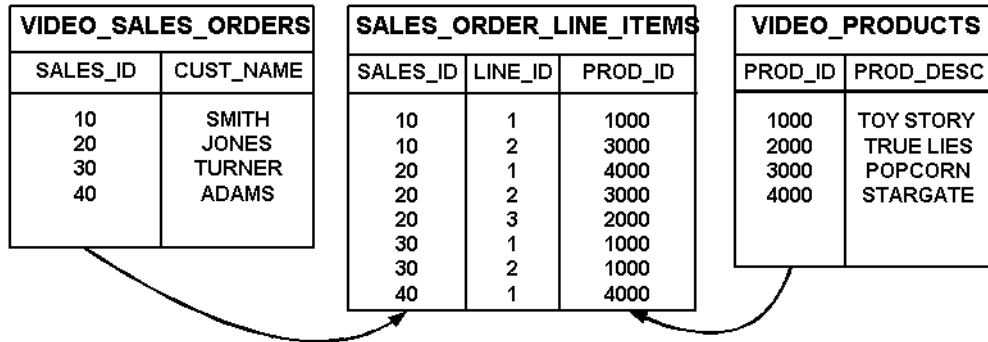 VIDEO_SALES_ORDERS
SALES_ID CUST_NAME
10 SMITH
20 JONES
30 TURNER
40 ADAMS
SALES_ORDER_LINE_ITEMS
SALES_ID LINE_ID PROD_ID
10 1 1000
10 2 3000
20 1 4000
20 2 3000
20 3 2000
30 1 1000
30 2 1000
40 1 4000
VIDEO_PRODUCTS
PROD_ID PROD_DESC
1000 TOY STORY
2000 TRUE LIES
3000 POPCORN
4000 STARGATE